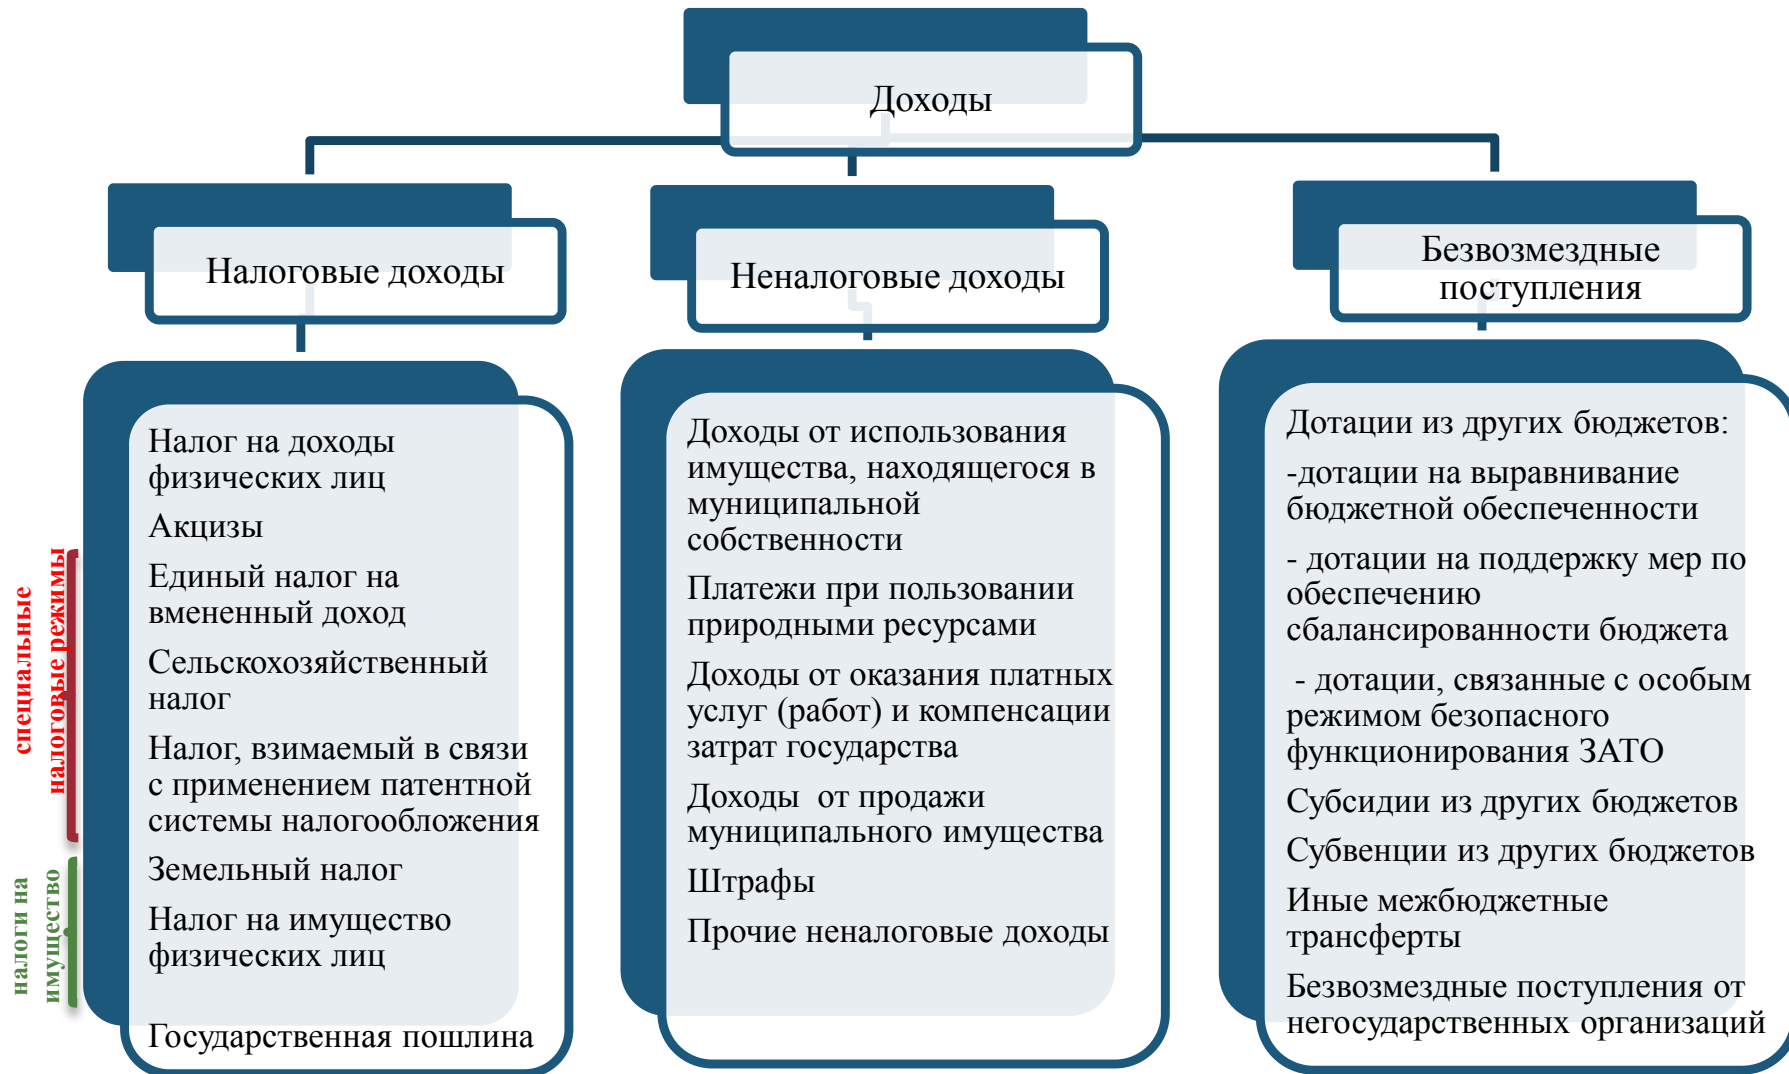 Доходы
Налоговые доходы
Неналоговые доходы
Безвозмездные
поступления
специальные
налоговые режимы
налоги на
имущество
Налог на доходы
физических лиц
Акцизы
Единый налог на
вмененный доход
Сельскохозяйственный
налог
Налог, взимаемый в связи
с применением патентной
системы налогообложения
Земельный налог
Налог на имущество
физических лиц
Государственная пошлина
Доходы от использования
имущества, находящегося в
муниципальной
собственности
Платежи при пользовании
природными ресурсами
Доходы от оказания платных
услуг (работ) и компенсации
затрат государства
Доходы от продажи
муниципального имущества
Штрафы
Прочие неналоговые доходы
Дотации из других бюджетов:
-дотации на выравнивание
бюджетной обеспеченности
- дотации на поддержку мер по
обеспечению
сбалансированности бюджета
- дотации, связанные с особым
режимом безопасного
функционирования ЗАТО
Субсидии из других бюджетов
Субвенции из других бюджетов
Иные межбюджетные
трансферты
Безвозмездные поступления от
негосударственных организаций